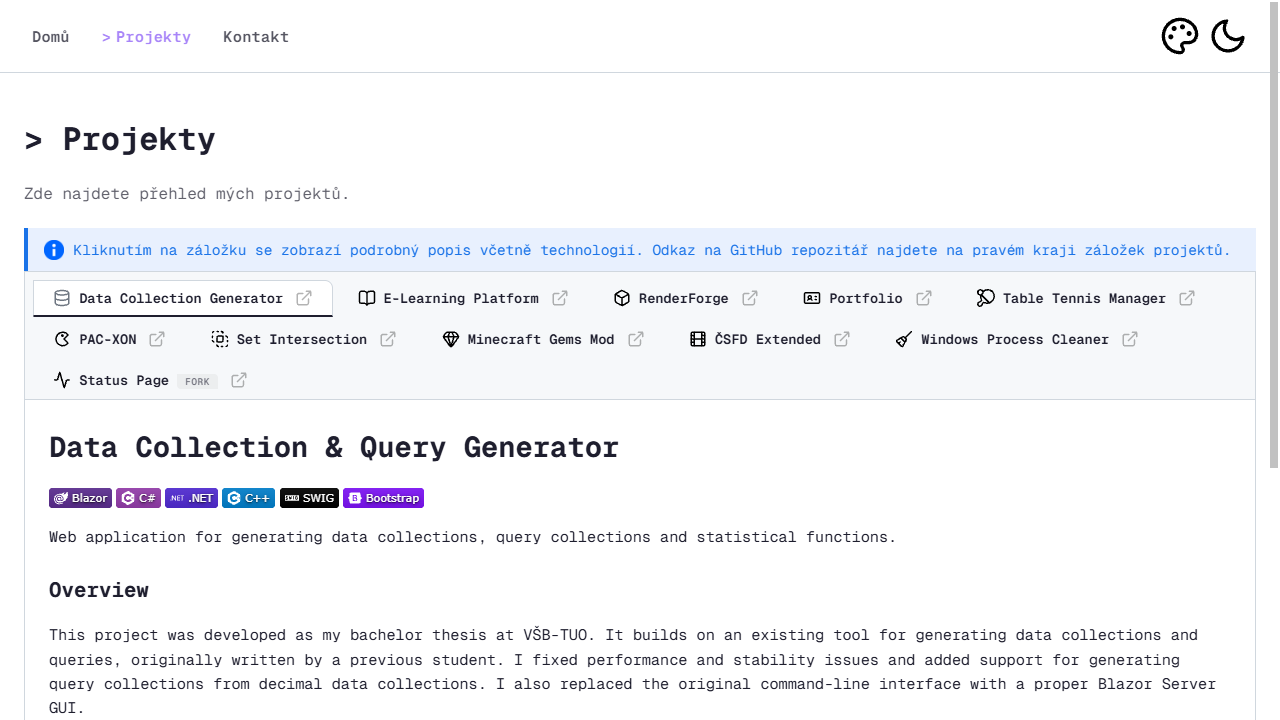 Domů > Projekty Kontakt
> Projekty
Zde najdete přehled mých projektů.
Kliknutím na záložku se zobrazí podrobný popis včetně technologií. Odkaz na GitHub repozitář najdete na pravém kraji záložek projektů.
Data Collection Generator E-Learning Platform RenderForge Portfolio Table Tennis Manager
PAC-XON Set Intersection Minecraft Gems Mod ČSFD Extended Windows Process Cleaner
Status Page FORK
Data Collection & Query Generator
Blazor C# .NET .NET C++ SWIG SWIG Bootstrap
Web application for generating data collections, query collections and statistical functions.
Overview
This project was developed as my bachelor thesis at VŠB-TUO. It builds on an existing tool for generating data collections and
queries, originally written by a previous student. I fixed performance and stability issues and added support for generating
query collections from decimal data collections. I also replaced the original command-line interface with a proper Blazor Server
GUI.